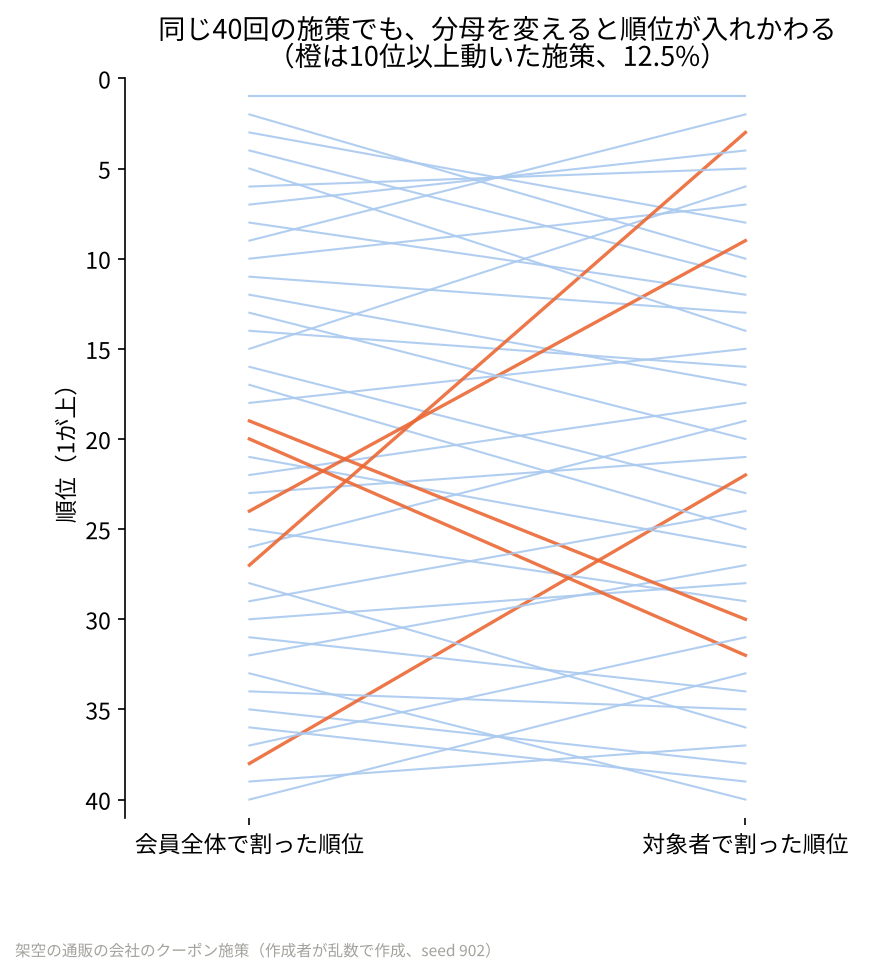 同じ40回の施策でも、分母を変えると順位が入れかわる
（橙は10位以上動いた施策、12.5%）
0
5
10
15
20
25
30
35
40
順位（1が上）
会員全体で割った順位
対象者で割った順位
架空の通販の会社のクーポン施策（作成者が乱数で作成、seed 902）